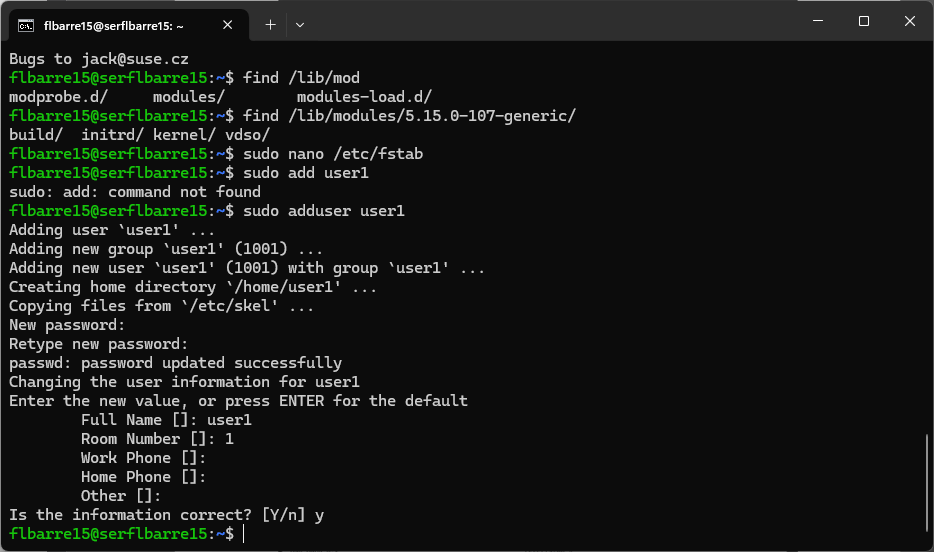 flbarre15@serflbarre15: ~
Bugs to jack@suse.cz
flbarre15@serflbarre15:~$ find /lib/mod
modprobe.d/     modules/        modules-load.d/
flbarre15@serflbarre15:~$ find /lib/modules/5.15.0-107-generic/
build/  initrd/ kernel/ vdso/
flbarre15@serflbarre15:~$ sudo nano /etc/fstab
flbarre15@serflbarre15:~$ sudo add user1
sudo: add: command not found
flbarre15@serflbarre15:~$ sudo adduser user1
Adding user `user1' ...
Adding new group `user1' (1001) ...
Adding new user `user1' (1001) with group `user1' ...
Creating home directory `/home/user1' ...
Copying files from `/etc/skel' ...
New password:
Retype new password:
passwd: password updated successfully
Changing the user information for user1
Enter the new value, or press ENTER for the default
        Full Name []: user1
        Room Number []: 1
        Work Phone []:
        Home Phone []:
        Other []:
Is the information correct? [Y/n] y
flbarre15@serflbarre15:~$